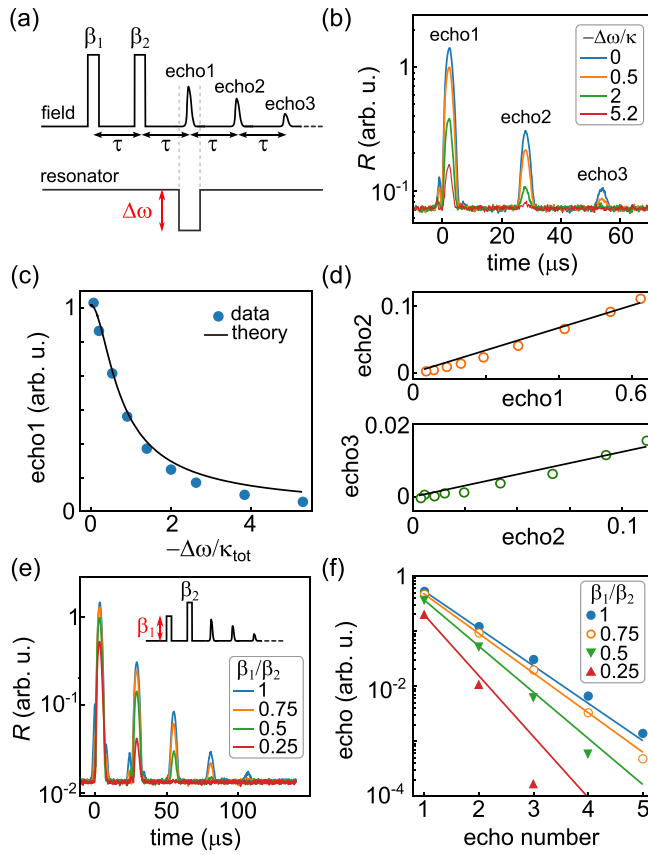 (a)
β1 β2
echo1
echo2
echo3
field
τ τ τ τ
resonator
Δω
(b)
echo1
−Δω/κ
0
0.5
2
5.2
echo2
echo3
R (arb. u.)
1
10-1
0 20 40 60
time (μs)
(c)
data
theory
echo1 (arb. u.)
1
0
0 2 4
−Δω/κtot
(d)
echo2
0.1
0
0 0.6
echo1
echo3
0.02
0
0 0.1
echo2
(e)
β2
β1
β1/β2
1
0.75
0.5
0.25
R (arb. u.)
1
10-1
10-2
0 50 100
time (μs)
(f)
β1/β2
1
0.75
0.5
0.25
echo (arb. u.)
1
10-2
10-4
1 2 3 4 5
echo number